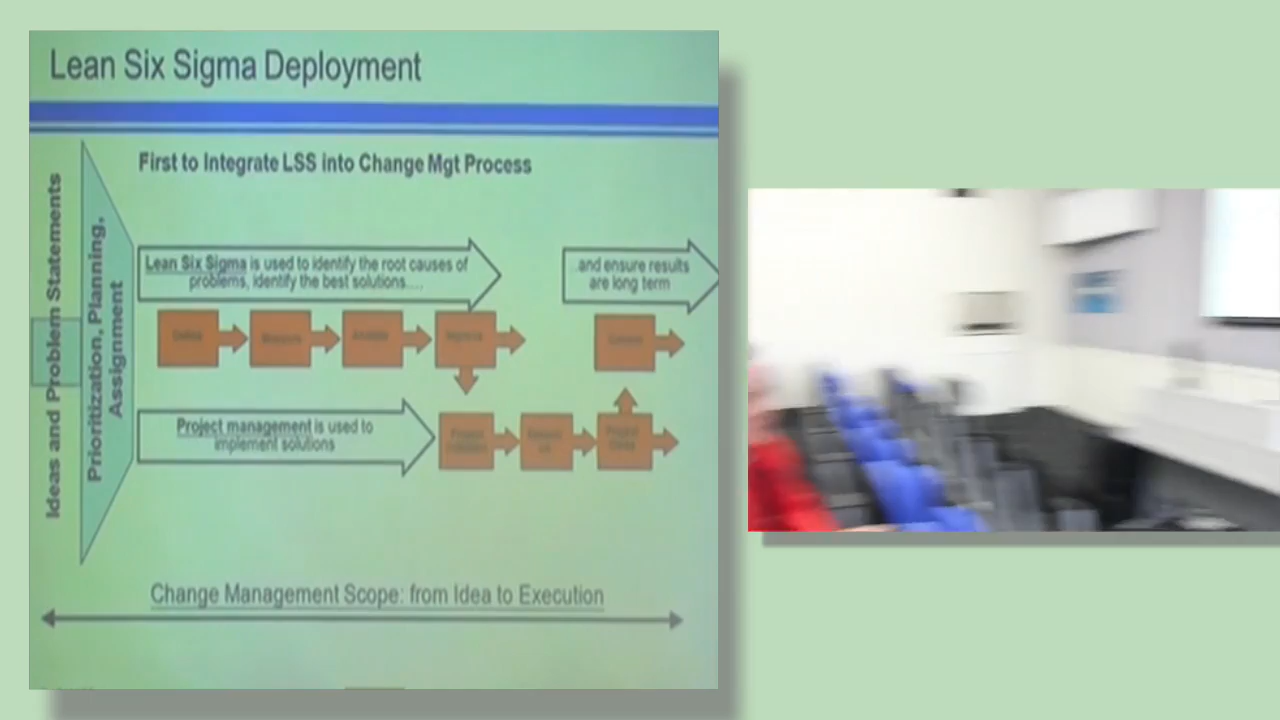 Lean Six Sigma Deployment
First to Integrate LSS into Change Mgt Process
Ideas and Problem Statements
Prioritization, Planning,
Assignment
Lean Six Sigma is used to identify the root causes of
problems, identify the best solutions....
and ensure results
are long term
Project management is used to
implement solutions
Change Management Scope: from Idea to Execution